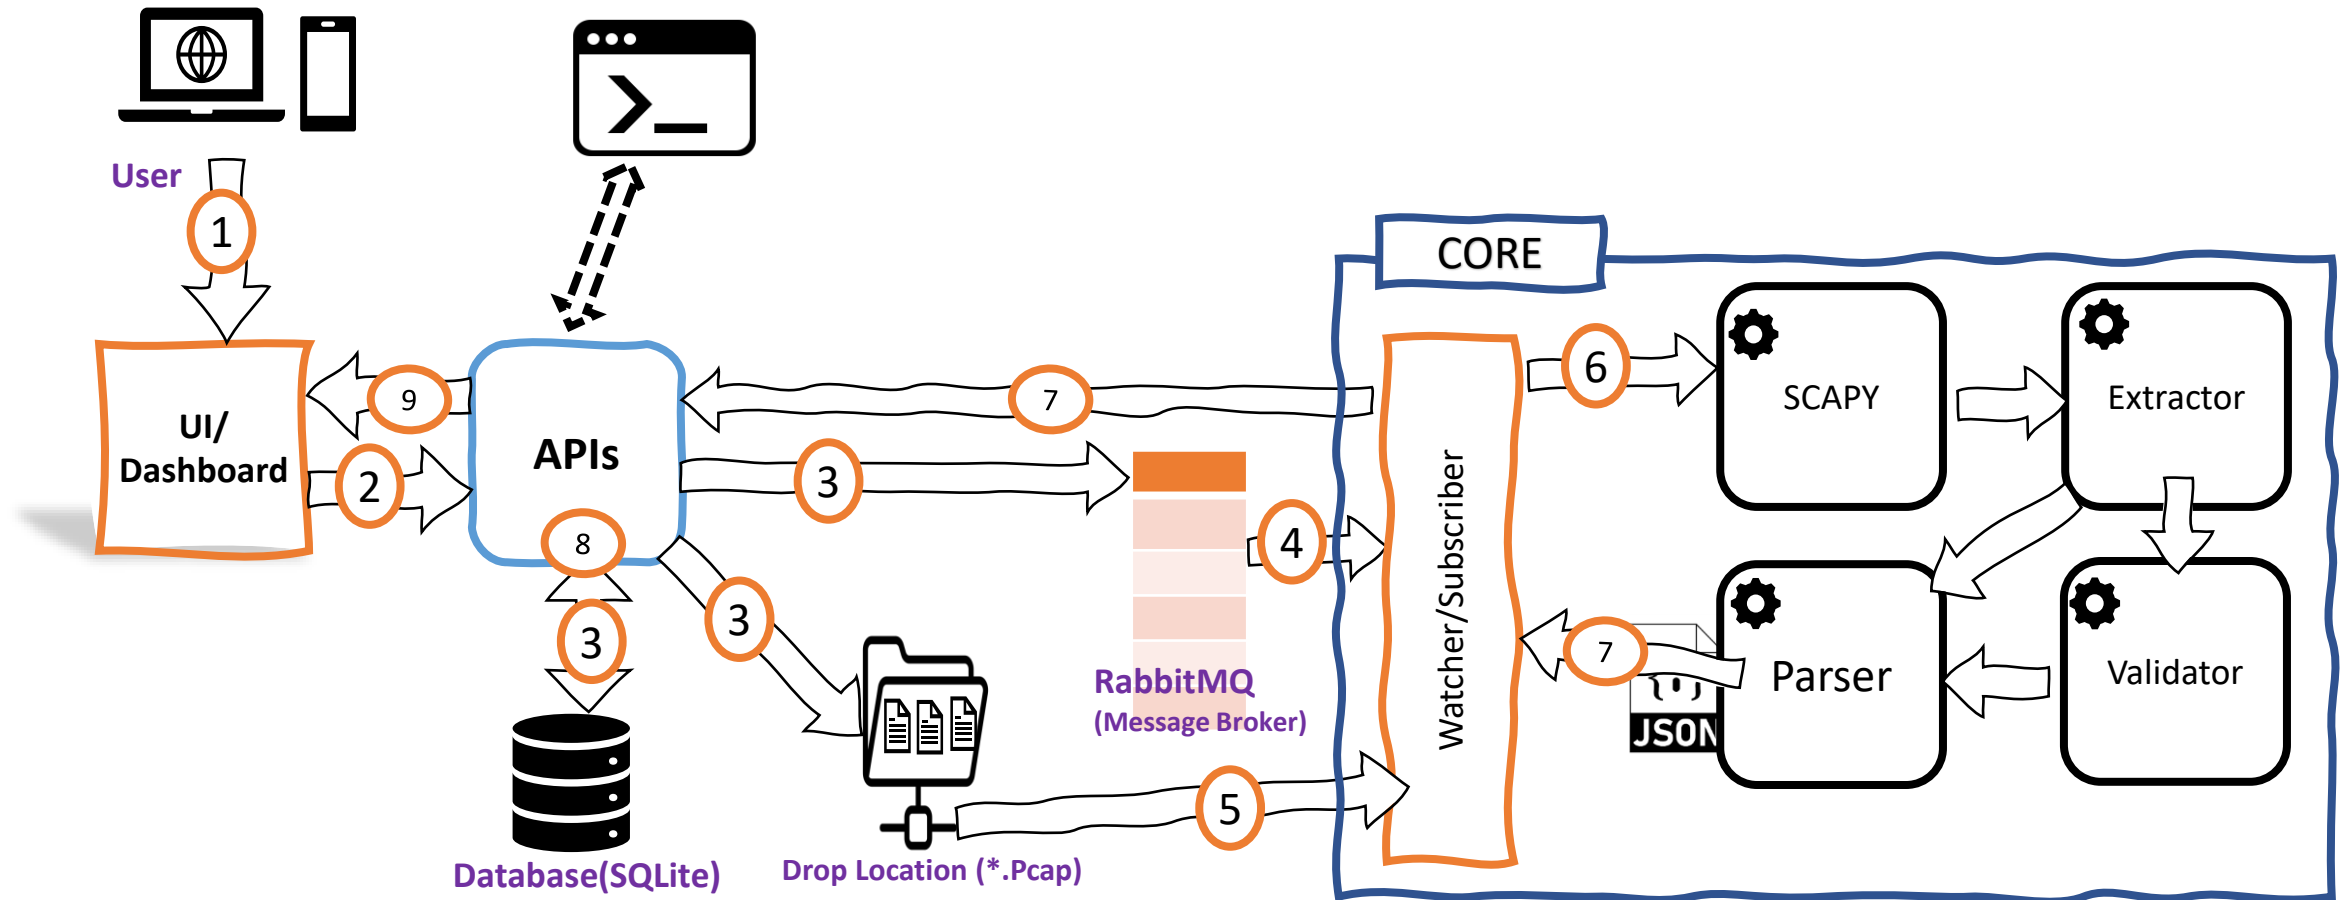 User
1
CORE
6
SCAPY
Extractor
9
7
UI/
Dashboard
APIs
2
3
4
8
3
3
Watcher/Subscriber
7
{ }
JSON
Parser
Validator
RabbitMQ
(Message Broker)
5
Database(SQLite)
Drop Location (*.Pcap)